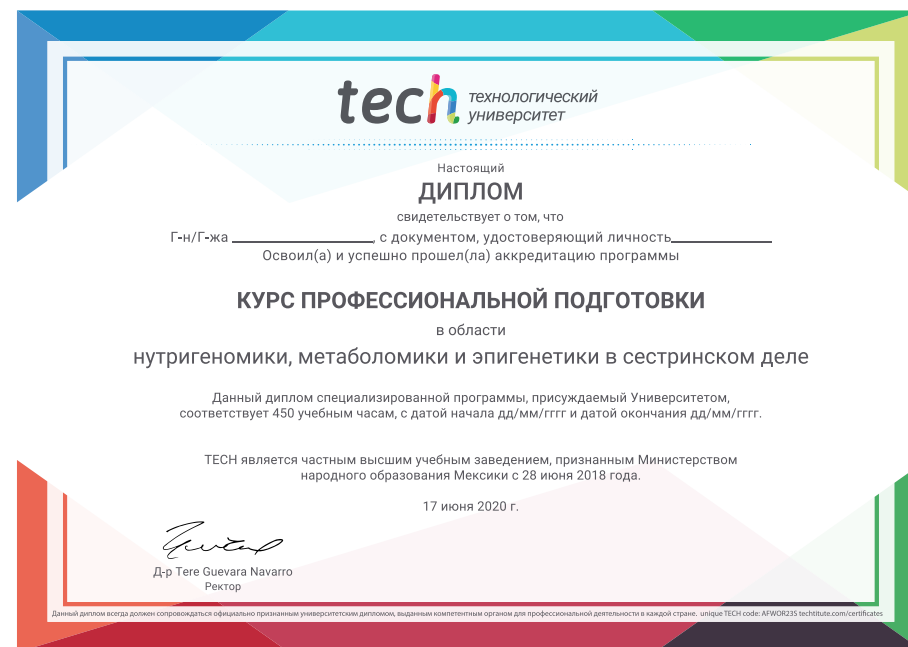 tech технологический
университет
Настоящий
ДИПЛОМ
свидетельствует о том, что
Г-н/Г-жа ____________________, с документом, удостоверяющий личность______________
Освоил(а) и успешно прошел(ла) аккредитацию программы
КУРС ПРОФЕССИОНАЛЬНОЙ ПОДГОТОВКИ
в области
нутригеномики, метаболомики и эпигенетики в сестринском деле
Данный диплом специализированной программы, присуждаемый Университетом,
соответствует 450 учебным часам, с датой начала дд/мм/гггг и датой окончания дд/мм/гггг.
TECH является частным высшим учебным заведением, признанным Министерством
народного образования Мексики с 28 июня 2018 года.
17 июня 2020 г.
Д-р Tere Guevara Navarro
Ректор
Данный диплом всегда должен сопровождаться официально признанным университетским дипломом, выданным компетентным органом для профессиональной деятельности в каждой стране. unique TECH code: AFWOR23S techtitute.com/certificates